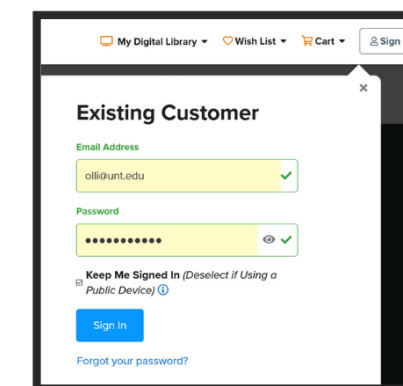 My Digital Library Wish List Cart Sign
Existing Customer
Email Address
olli@unt.edu
Password
●●●●●●●●●●●
Keep Me Signed In (Deselect if Using a
Public Device)
Sign In
Forgot your password?